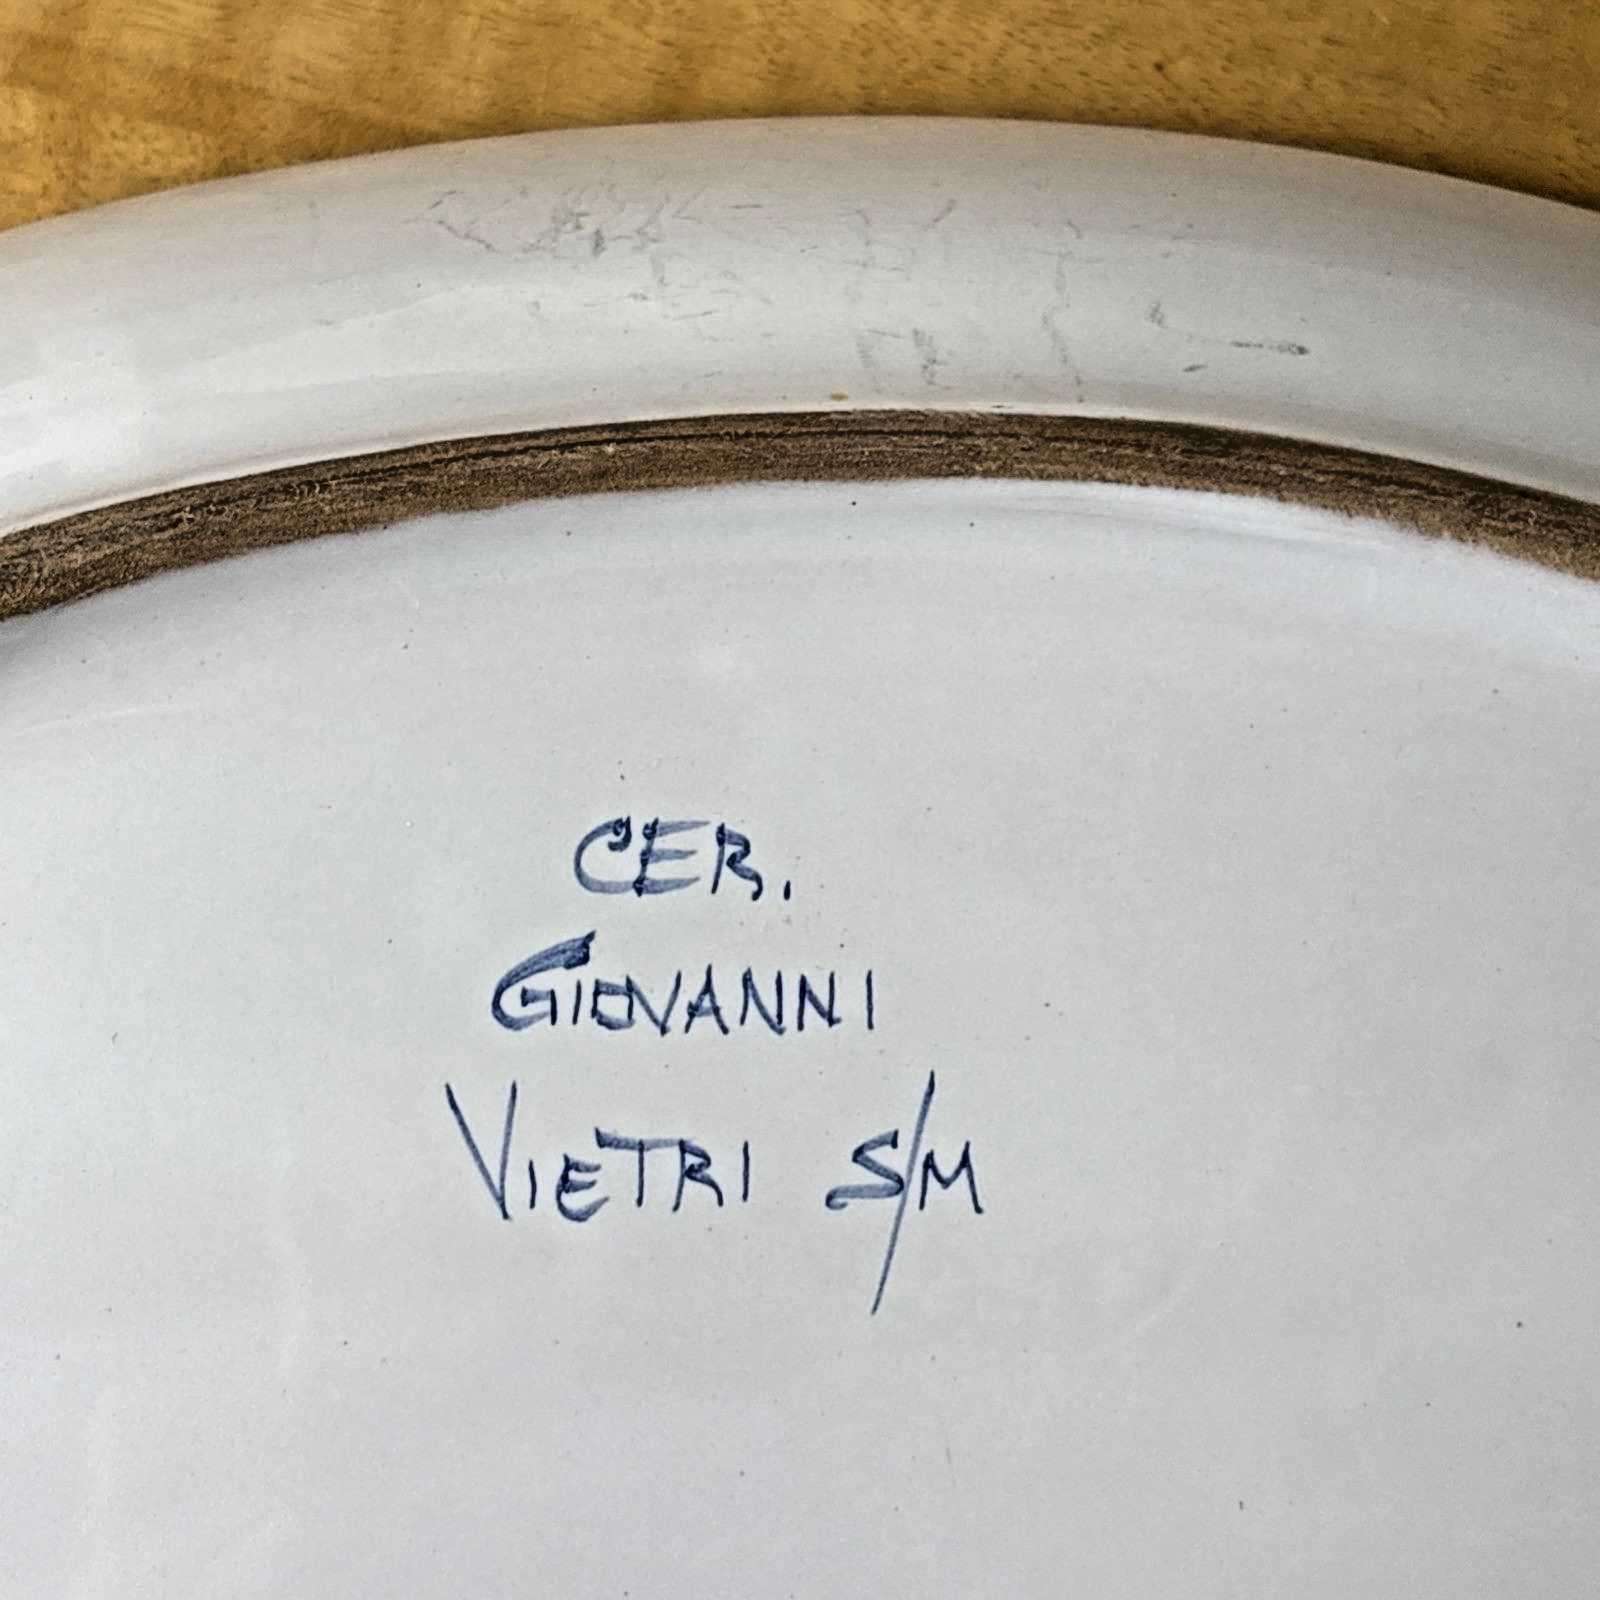 CER.
GIOVANNI
VIETRI S/M